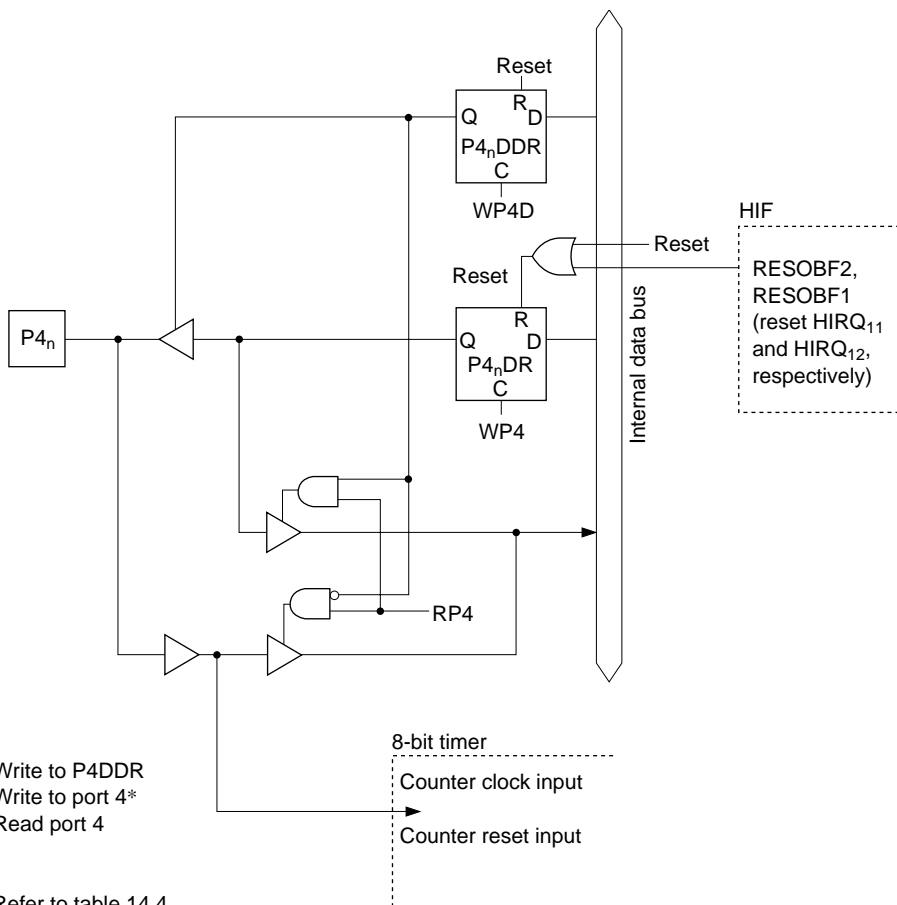 Reset
R
Q
D
P4nDDR
C
WP4D
HIF
Reset
Reset
RESOBF2,
RESOBF1
(reset HIRQ11
and HIRQ12,
respectively)
R
Q
D
P4n
P4nDR
C
WP4
Internal data bus
RP4
8-bit timer
Write to P4DDR
Counter clock input
Write to port 4*
Read port 4
Counter reset input
Refer to table 14.4